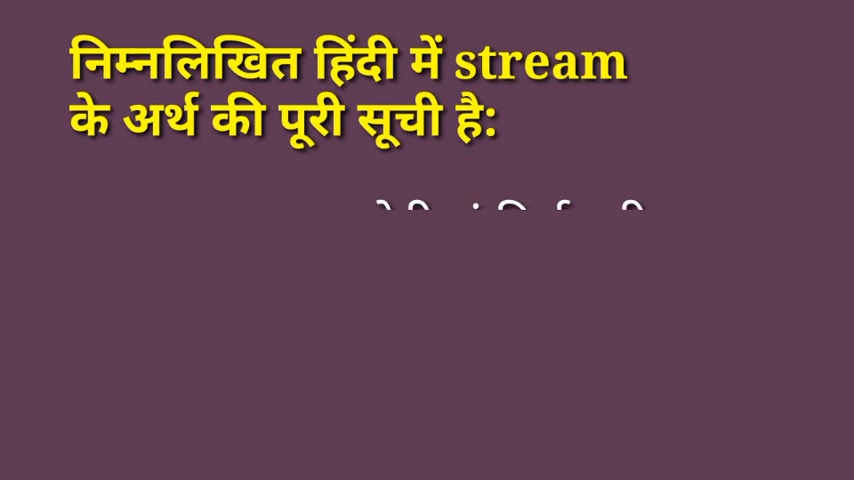 निम्नलिखित हिंदी में stream
के अर्थ की पूरी सूची है: